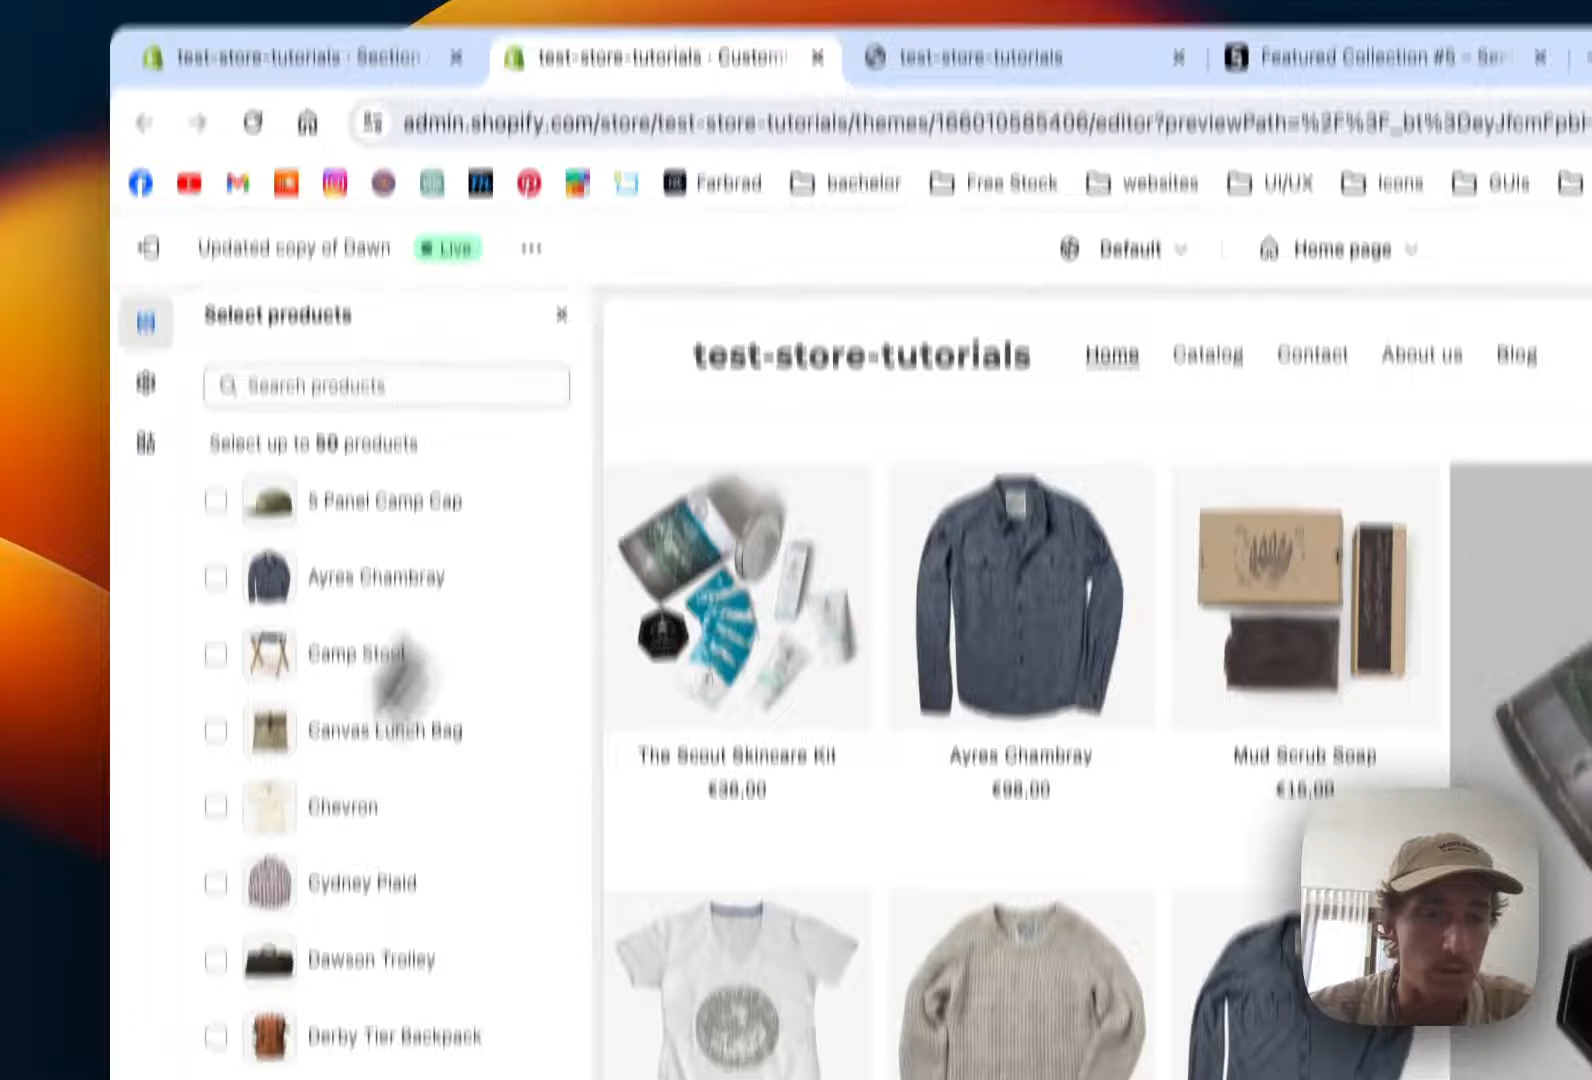 test-store-tutorials · Section
test-store-tutorials · Customi
test-store-tutorials
Featured Collection #5 – Sec
admin.shopify.com/store/test-store-tutorials/themes/166010585406/editor?previewPath=%2F%3F_bt%3DeyJfcmFpbH
Farbrad
bachelor
Free Stock
websites
UI/UX
Icons
GUIs
Updated copy of Dawn
Live
Default
Home page
Select products
Search products
Select up to 50 products
5 Panel Camp Cap
Ayres Chambray
Camp Stool
Canvas Lunch Bag
Chevron
Cydney Plaid
Dawson Trolley
Derby Tier Backpack
test-store-tutorials
Home
Catalog
Contact
About us
Blog
The Scout Skincare Kit
€36,00
Ayres Chambray
€98,00
Mud Scrub Soap
€15,00